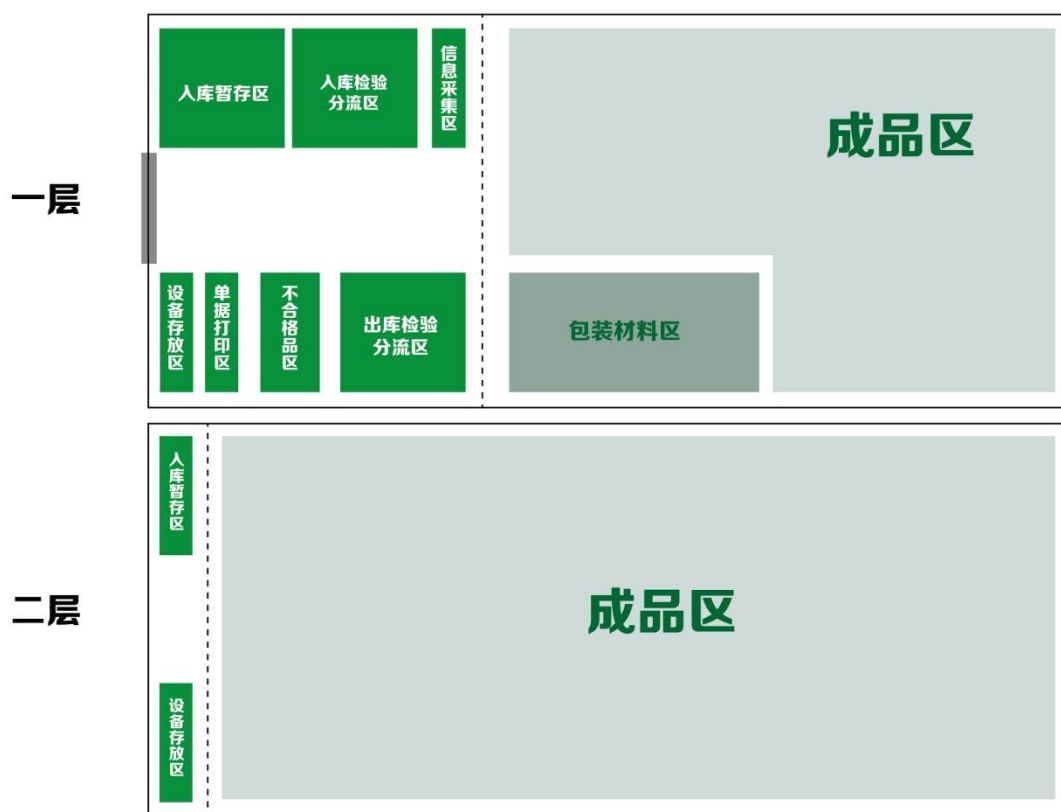 一层
入库暂存区
入库检验
分流区
信息采集区
成品区
设备存放区
单据打印区
不合格品区
出库检验
分流区
包装材料区
二层
入库暂存区
成品区
设备存放区